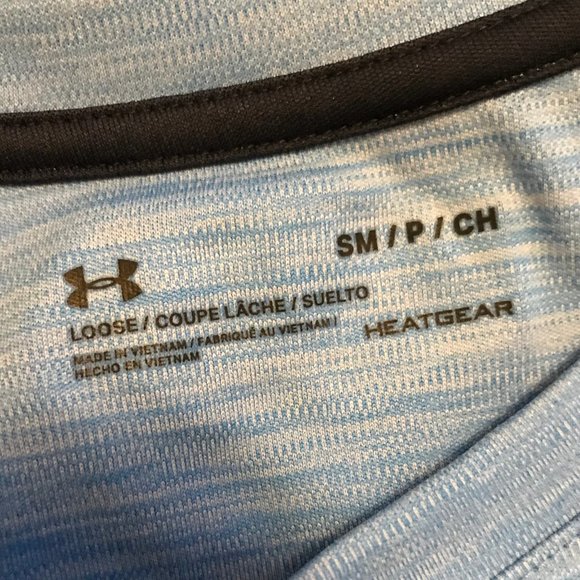 SM / P / CH
LOOSE / COUPE LÂCHE / SUELTO
HEATGEAR
MADE IN VIETNAM / FABRIQUÉ AU VIETNAM /
HECHO EN VIETNAM